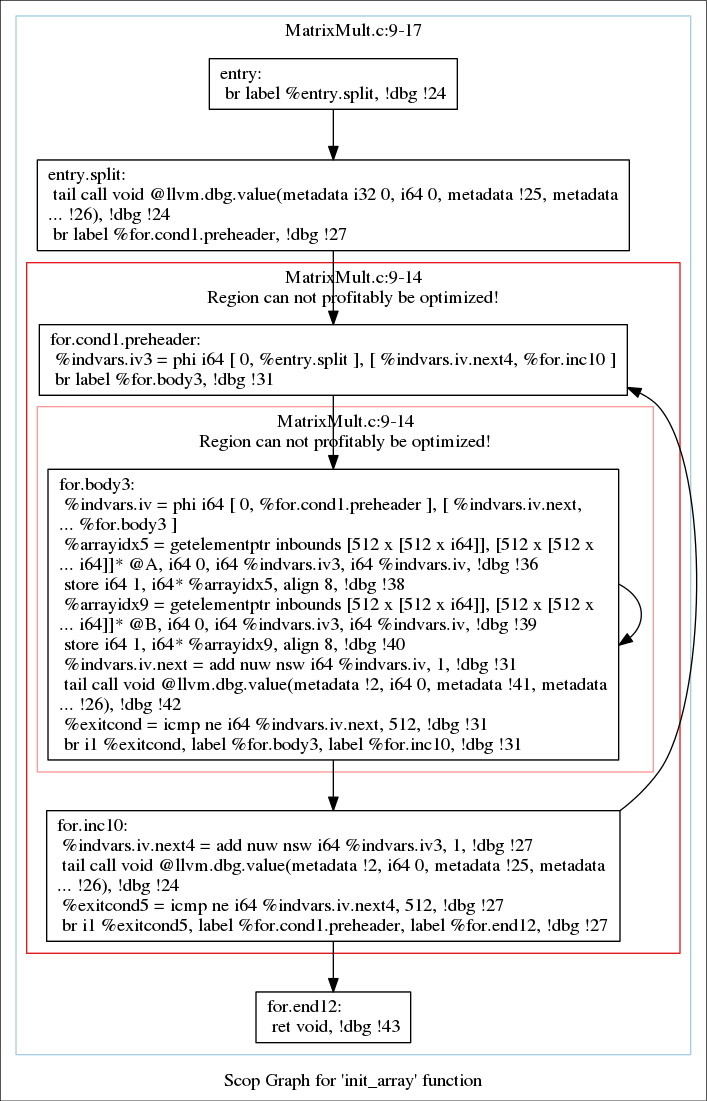 MatrixMult.c:9-17
entry:
br label %entry.split, !dbg !24
entry.split:
tail call void @llvm.dbg.value(metadata i32 0, i64 0, metadata !25, metadata
... !26), !dbg !24
br label %for.cond1.preheader, !dbg !27
MatrixMult.c:9-14
Region can not profitably be optimized!
for.cond1.preheader:
%indvars.iv3 = phi i64 [ 0, %entry.split ], [ %indvars.iv.next4, %for.inc10 ]
br label %for.body3, !dbg !31
MatrixMult.c:9-14
Region can not profitably be optimized!
for.body3:
%indvars.iv = phi i64 [ 0, %for.cond1.preheader ], [ %indvars.iv.next,
... %for.body3 ]
%arrayidx5 = getelementptr inbounds [512 x [512 x i64]], [512 x [512 x
... i64]]* @A, i64 0, i64 %indvars.iv3, i64 %indvars.iv, !dbg !36
store i64 1, i64* %arrayidx5, align 8, !dbg !38
%arrayidx9 = getelementptr inbounds [512 x [512 x i64]], [512 x [512 x
... i64]]* @B, i64 0, i64 %indvars.iv3, i64 %indvars.iv, !dbg !39
store i64 1, i64* %arrayidx9, align 8, !dbg !40
%indvars.iv.next = add nuw nsw i64 %indvars.iv, 1, !dbg !31
tail call void @llvm.dbg.value(metadata !2, i64 0, metadata !41, metadata
... !26), !dbg !42
%exitcond = icmp ne i64 %indvars.iv.next, 512, !dbg !31
br i1 %exitcond, label %for.body3, label %for.inc10, !dbg !31
for.inc10:
%indvars.iv.next4 = add nuw nsw i64 %indvars.iv3, 1, !dbg !27
tail call void @llvm.dbg.value(metadata !2, i64 0, metadata !25, metadata
... !26), !dbg !24
%exitcond5 = icmp ne i64 %indvars.iv.next4, 512, !dbg !27
br i1 %exitcond5, label %for.cond1.preheader, label %for.end12, !dbg !27
for.end12:
ret void, !dbg !43
Scop Graph for 'init_array' function